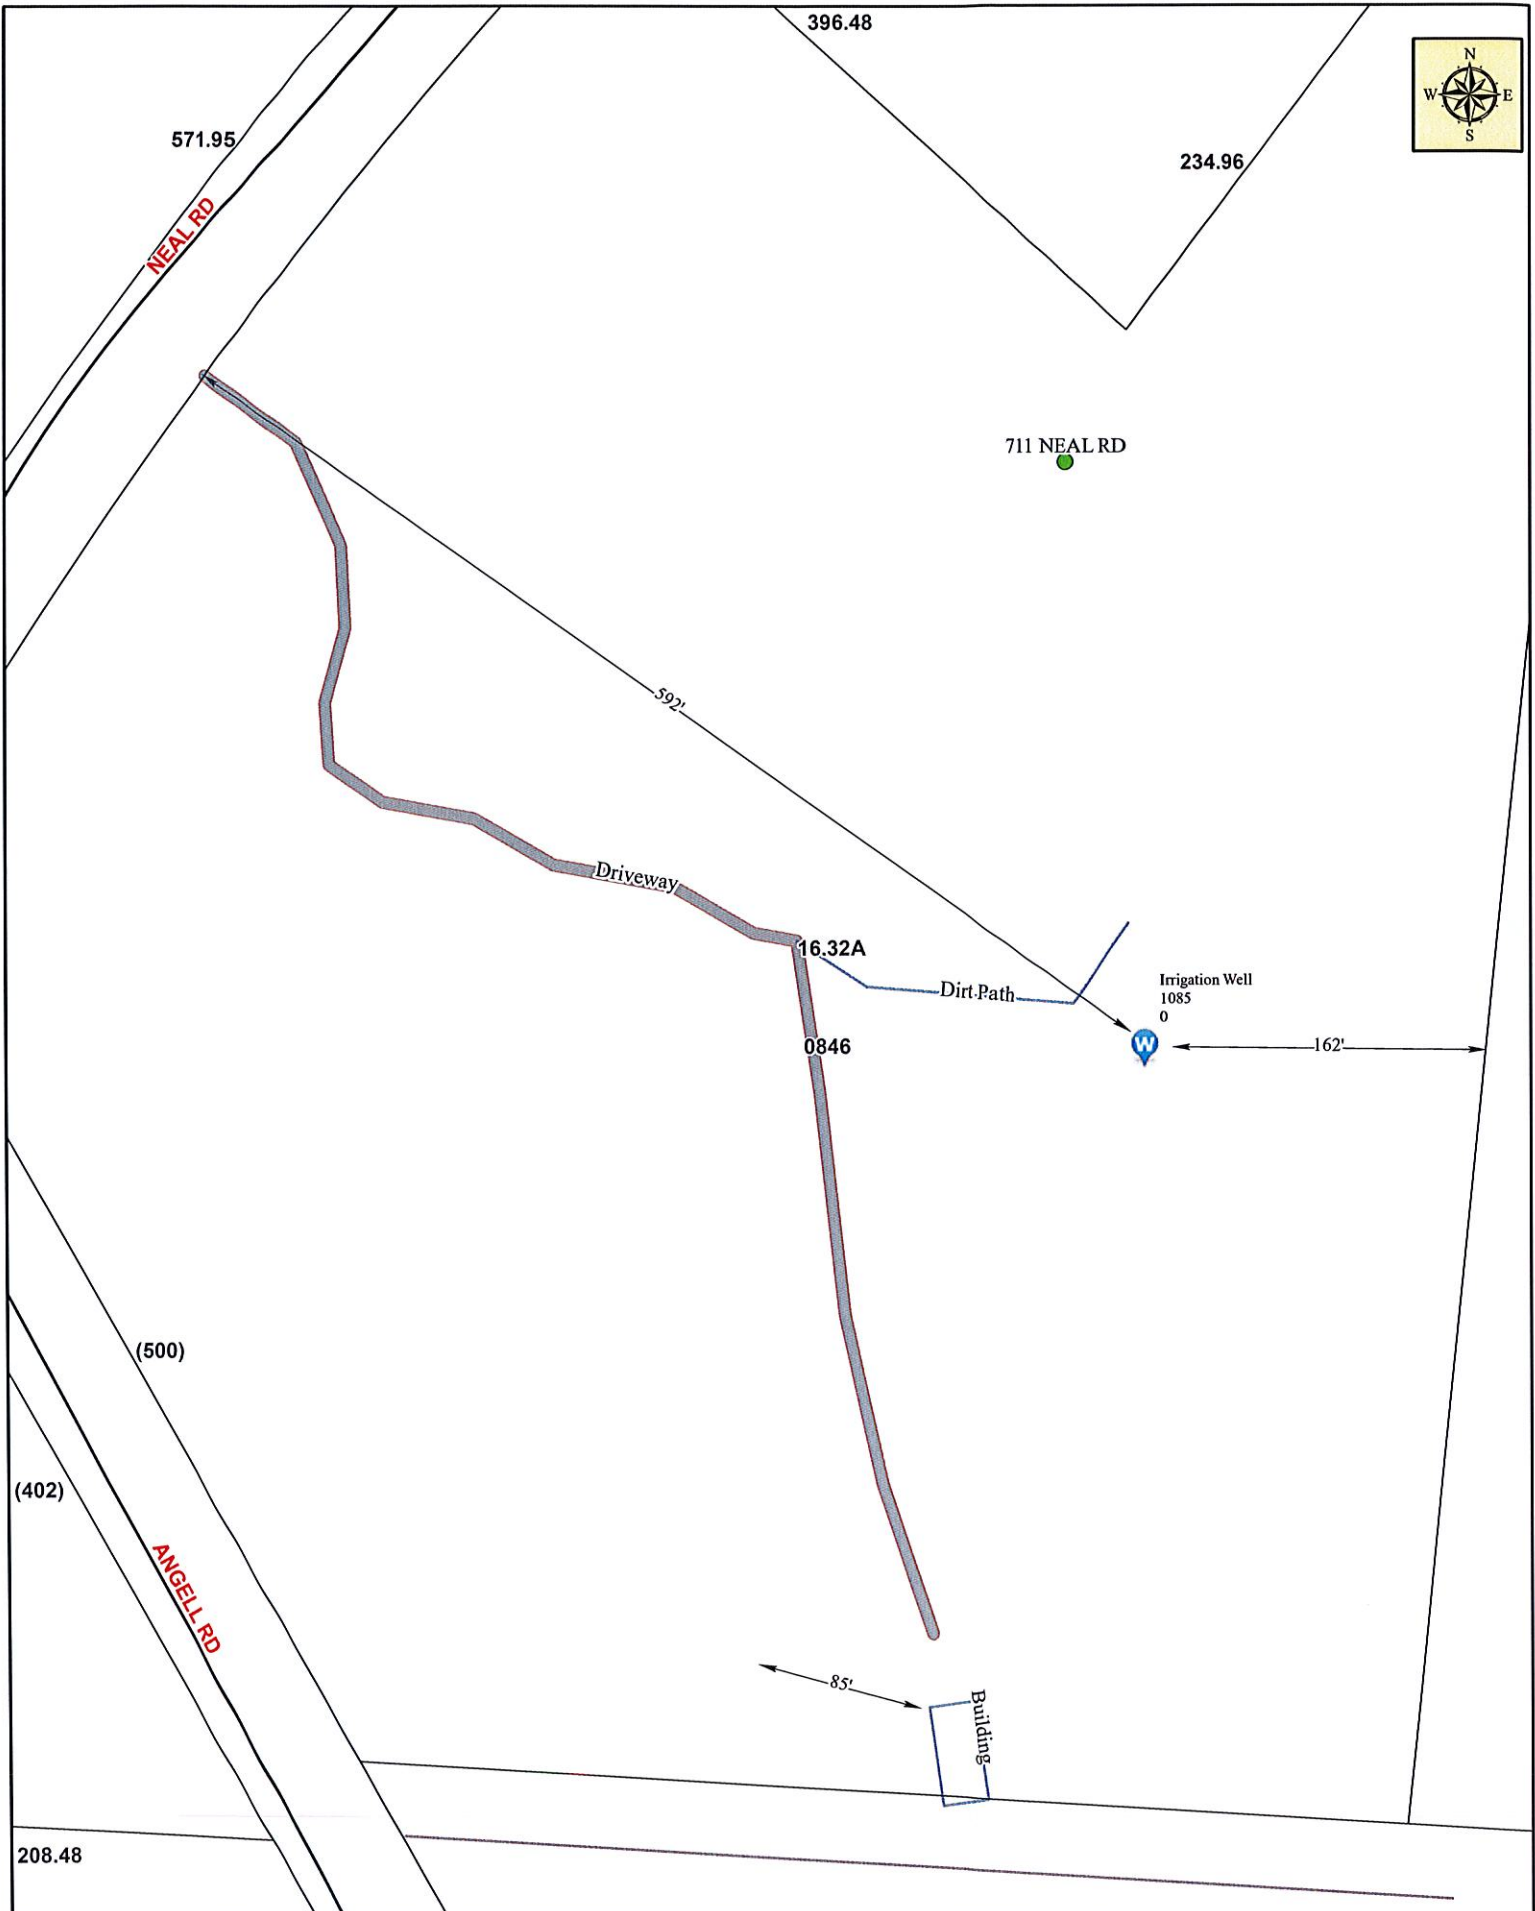 396.48
N
W E
S
571.95
234.96
NEAL RD
711 NEAL RD
592'
Driveway
16.32A
Dirt Path
Irrigation Well
1085
0
W
162'
0846
(500)
(402)
ANGELL RD
85'
Building
208.48